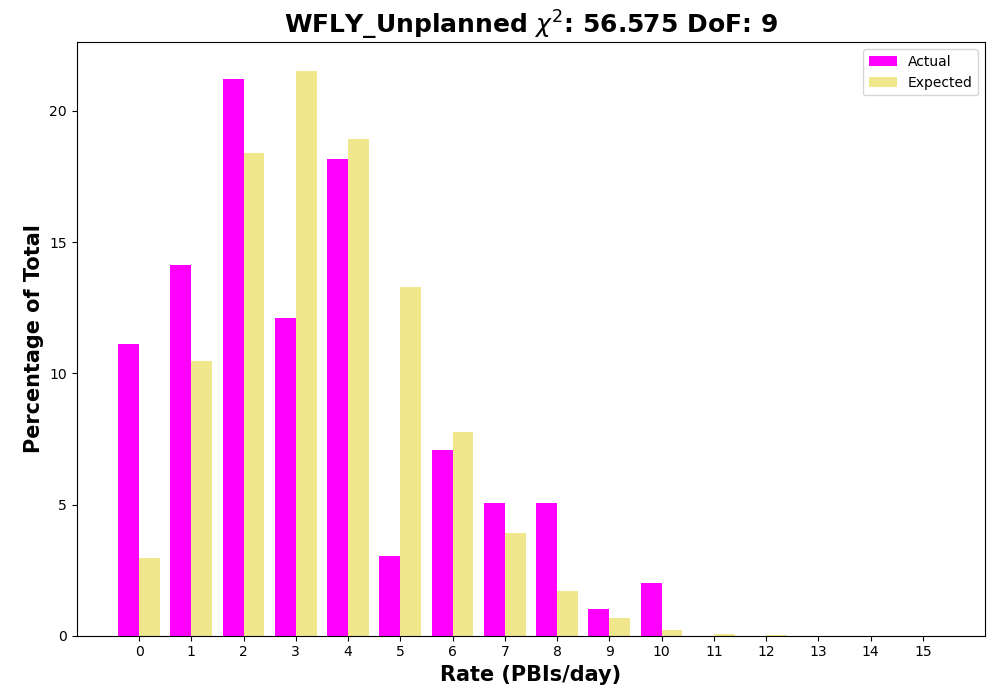 WFLY_Unplanned χ²: 56.575 DoF: 9
Actual
Expected
Percentage of Total
20
15
10
5
0
0 1 2 3 4 5 6 7 8 9 10 11 12 13 14 15
Rate (PBIs/day)